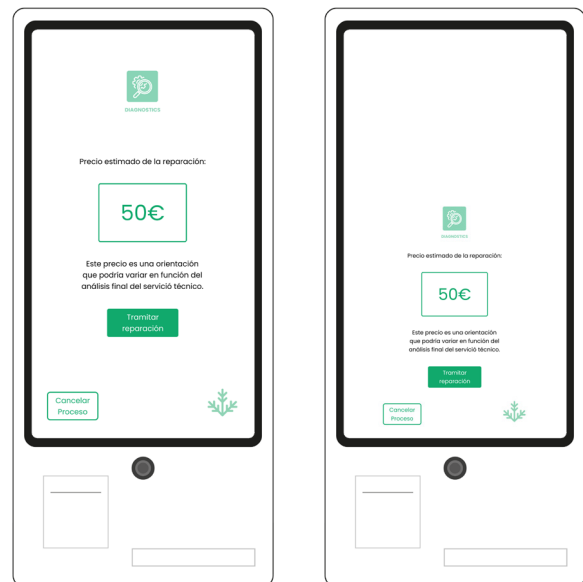 DIAGNOSTICS
Precio estimado de la reparación:
50€
Este precio es una orientación
que podría variar en función del
análisis final del servició técnico.
Tramitar
reparación
Cancelar
Proceso
DIAGNOSTICS
Precio estimado de la reparación:
50€
Este precio es una orientación
que podría variar en función del
análisis final del servició técnico.
Tramitar
reparación
Cancelar
Proceso